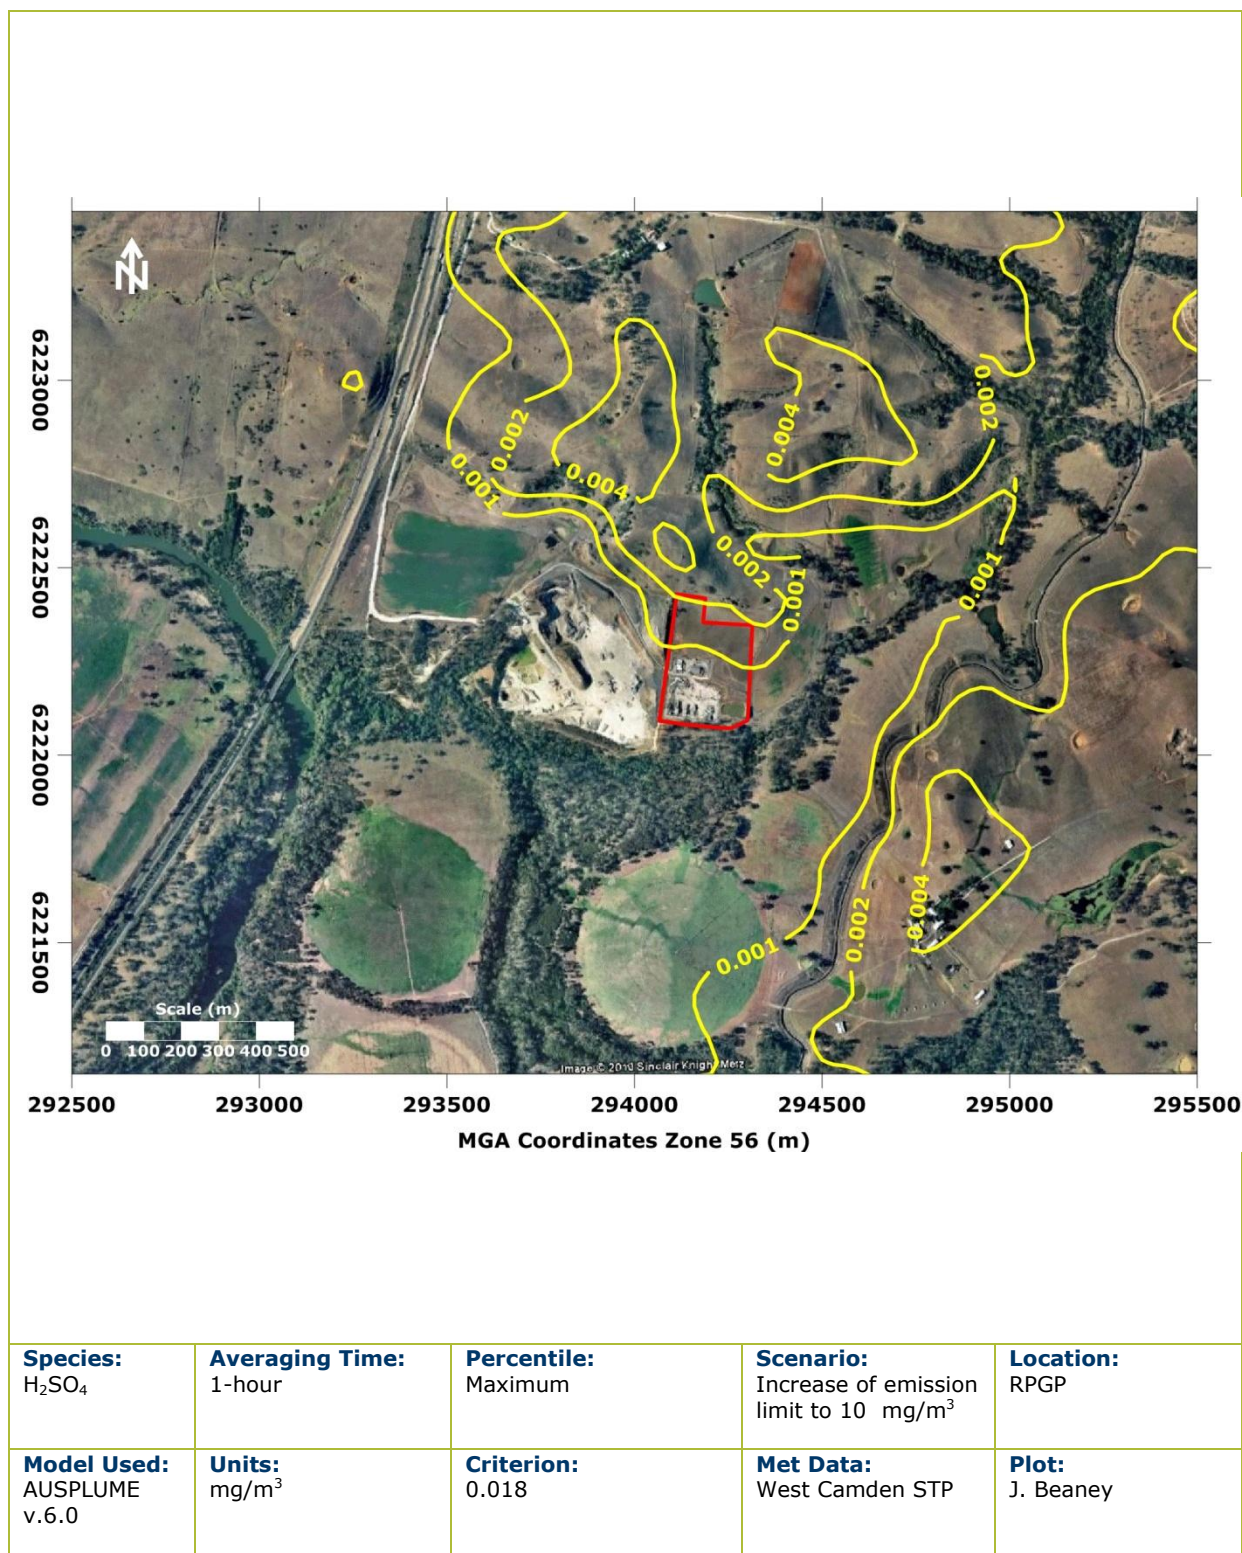 N
6223000
6222500
6222000
6221500
0.001
0.002
0.004
0.004
0.002
0.002
0.001
0.001
0.004
0.002
0.001
Scale (m)
0 100 200 300 400 500
Image © 2010 Sinclair Knight Metz
292500 293000 293500 294000 294500 295000 295500
MGA Coordinates Zone 56 (m)
Species:
H₂SO₄
Averaging Time:
1-hour
Percentile:
Maximum
Scenario:
Increase of emission
limit to 10 mg/m³
Location:
RPGP
Model Used:
AUSPLUME
v.6.0
Units:
mg/m³
Criterion:
0.018
Met Data:
West Camden STP
Plot:
J. Beaney